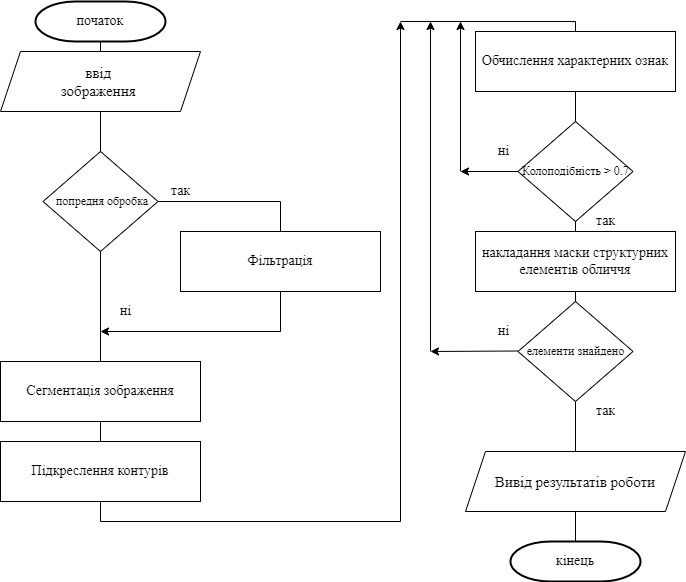 початок
ввід
зображення
попредня обробка
так
Фільтрація
ні
Сегментація зображення
Підкреслення контурів
Обчислення характерних ознак
ні
Колоподібність > 0.7
так
накладання маски структурних
елементів обличчя
ні
елементи знайдено
так
Вивід результатів роботи
кінець